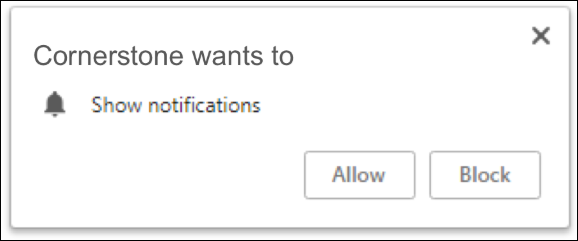 Cornerstone wants to
Show notifications
Allow
Block